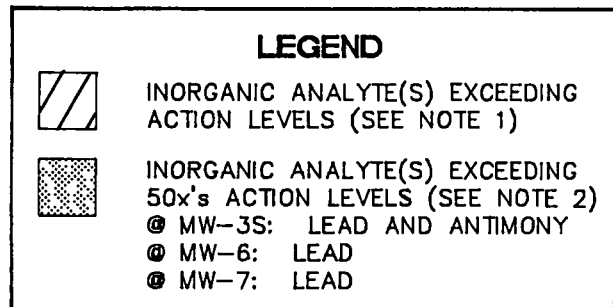 LEGEND
INORGANIC ANALYTE(S) EXCEEDING
ACTION LEVELS (SEE NOTE 1)
INORGANIC ANALYTE(S) EXCEEDING
50x's ACTION LEVELS (SEE NOTE 2)
@ MW-3S: LEAD AND ANTIMONY
@ MW-6: LEAD
@ MW-7: LEAD